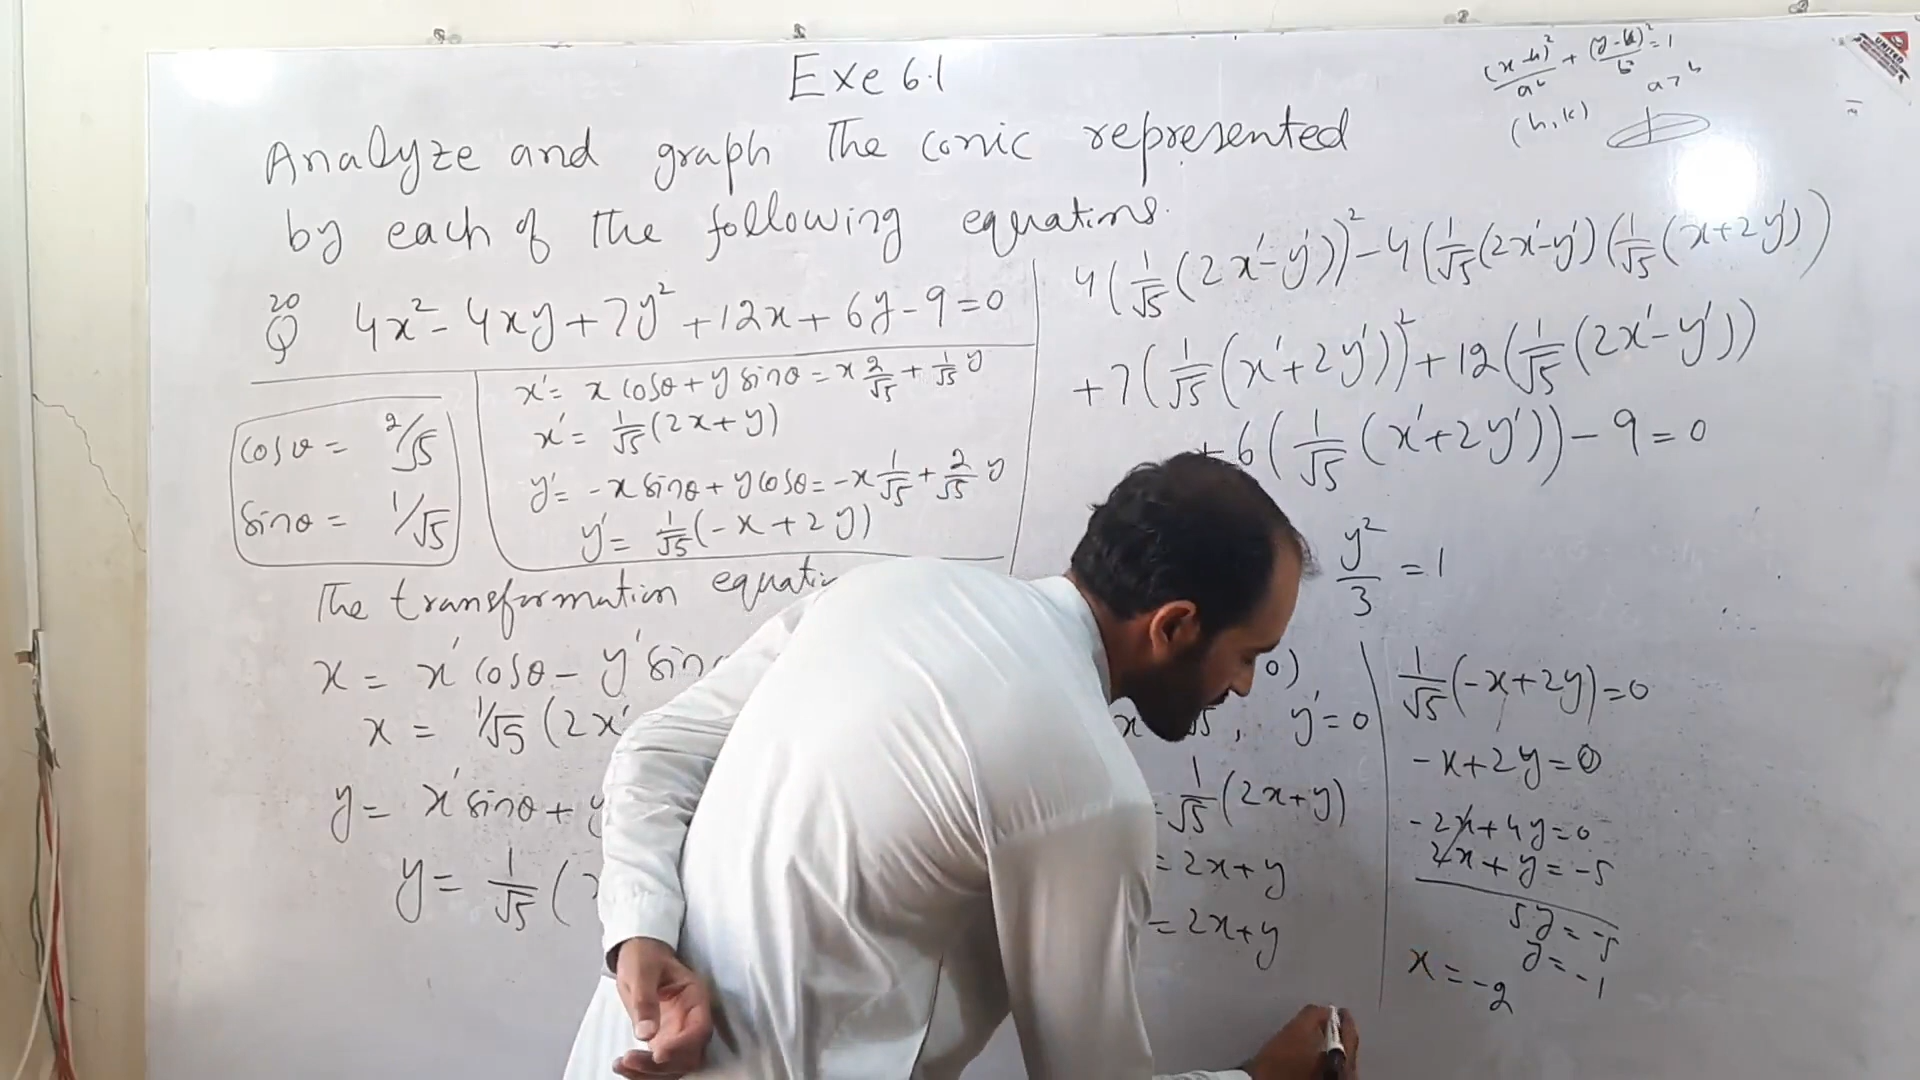 Exe 6.1
(x-h)²/a² + (y-k)²/b² = 1
a > b
(h, k)
UNITED
Analyze and graph The conic represented
by each of the following equations.
Q 20 4x² - 4xy + 7y² + 12x + 6y - 9 = 0
cosθ = 2/√5
sinθ = 1/√5
x' = x cosθ + y sinθ = x 2/√5 + 1/√5 y
x' = 1/√5 (2x + y)
y' = -x sinθ + y cosθ = -x 1/√5 + 2/√5 y
y' = 1/√5 (-x + 2y)
The transformation
x = x' cosθ - y' sin
x = 1/√5 (2x'
y = x' sinθ +
y = 1/√5 (
4(1/√5 (2x' - y'))² - 4(1/√5 (2x' - y')(1/√5 (x + 2y'))
+ 7(1/√5 (x' + 2y'))² + 12(1/√5 (2x' - y'))
+ 6(1/√5 (x' + 2y')) - 9 = 0
y²/3 = 1
0)
, y' = 0
= 1/√5 (2x + y)
= 2x + y
= 2x + y
1/√5 (-x + 2y) = 0
-x + 2y = 0
-2x + 4y = 0
2x + y = -5
5y = -5
y = -1
x = -2